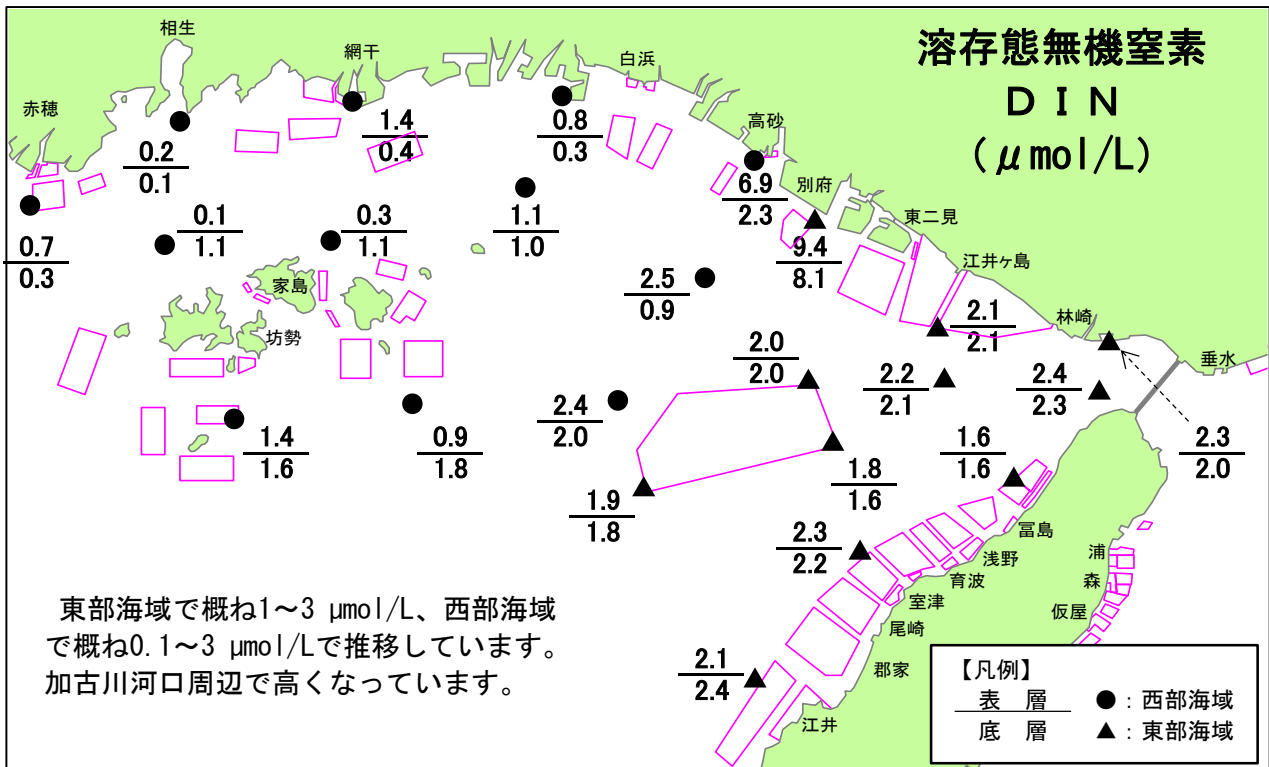 溶存態無機窒素
ＤＩＮ
(μmol/L)
相生
網干
白浜
赤穂
高砂
別府
東二見
江井ヶ島
林崎
垂水
家島
坊勢
冨島
浅野
育波
室津
尾崎
郡家
江井
浦
森
仮屋
0.2
0.1
1.4
0.4
0.8
0.3
6.9
2.3
0.7
0.3
0.1
1.1
0.3
1.1
1.1
1.0
9.4
8.1
2.5
0.9
2.1
2.1
2.0
2.0
2.2
2.1
2.4
2.3
2.4
2.0
1.4
1.6
0.9
1.8
1.6
1.6
2.3
2.0
1.8
1.6
1.9
1.8
2.3
2.2
2.1
2.4
東部海域で概ね1～3 μmol/L、西部海域
で概ね0.1～3 μmol/Lで推移しています。
加古川河口周辺で高くなっています。
【凡例】
表 層 ●：西部海域
底 層 ▲：東部海域